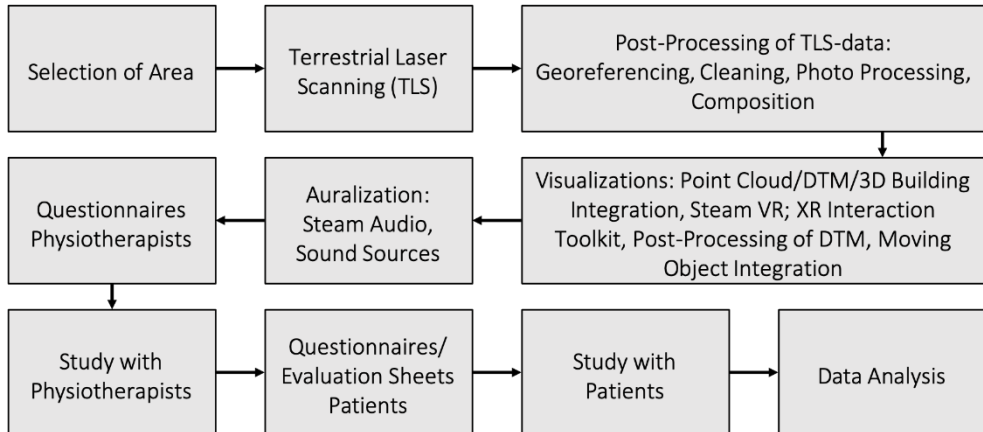 Selection of Area
Terrestrial Laser
Scanning (TLS)
Post-Processing of TLS-data:
Georeferencing, Cleaning, Photo Processing,
Composition
Visualizations: Point Cloud/DTM/3D Building
Integration, Steam VR; XR Interaction
Toolkit, Post-Processing of DTM, Moving
Object Integration
Auralization:
Steam Audio,
Sound Sources
Questionnaires
Physiotherapists
Study with
Physiotherapists
Questionnaires/
Evaluation Sheets
Patients
Study with
Patients
Data Analysis